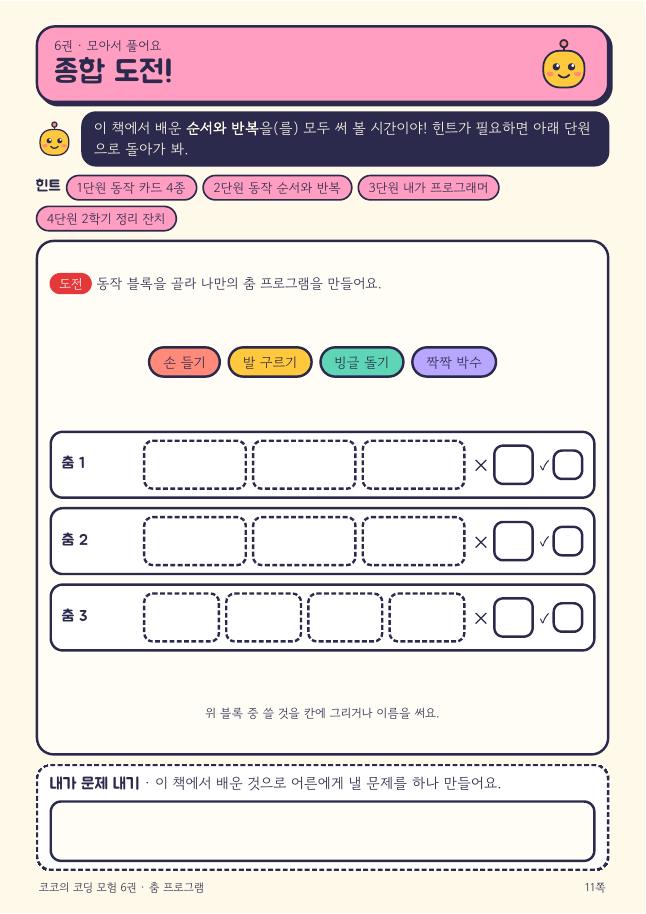 6권 · 모아서 풀어요
종합 도전!
이 책에서 배운 순서와 반복을(를) 모두 써 볼 시간이야! 힌트가 필요하면 아래 단원
으로 돌아가 봐.
힌트 1단원 동작 카드 4종 2단원 동작 순서와 반복 3단원 내가 프로그래머
4단원 2학기 정리 잔치
도전 동작 블록을 골라 나만의 춤 프로그램을 만들어요.
손 들기 발 구르기 빙글 돌기 짝짝 박수
춤 1 × ✓
춤 2 × ✓
춤 3 × ✓
위 블록 중 쓸 것을 칸에 그리거나 이름을 써요.
내가 문제 내기 · 이 책에서 배운 것으로 어른에게 낼 문제를 하나 만들어요.
코코의 코딩 모험 6권 · 춤 프로그램 11쪽